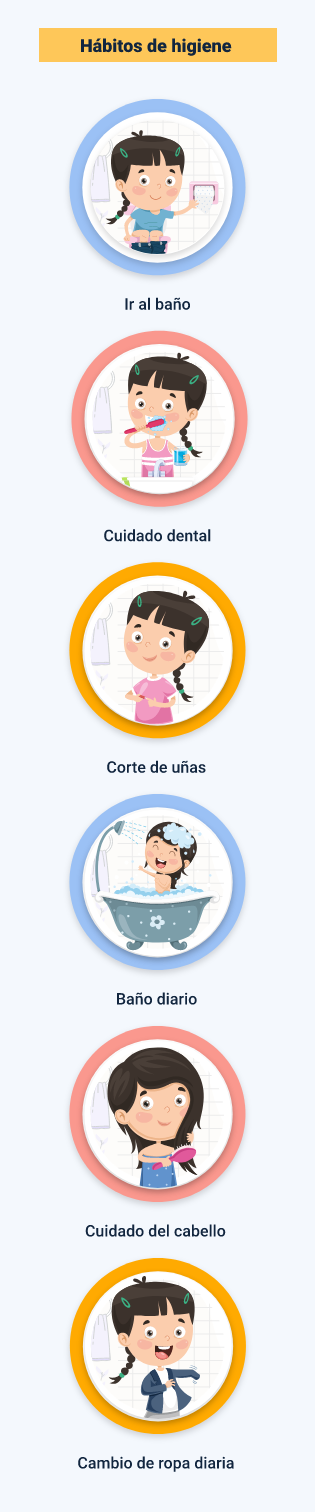 Hábitos de higiene
Ir al baño
Cuidado dental
Corte de uñas
Baño diario
Cuidado del cabello
Cambio de ropa diaria